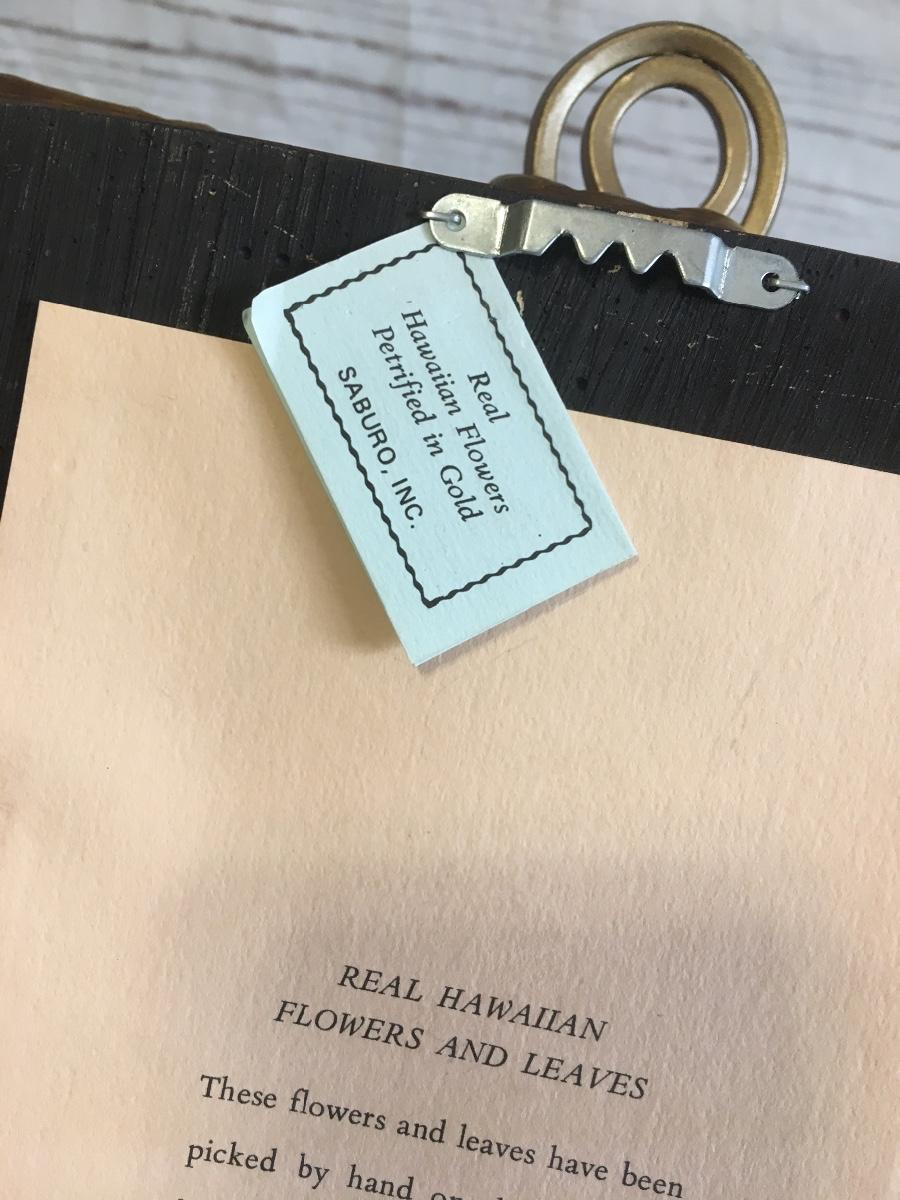 Real
Hawaiian Flowers
Petrified in Gold
SABURO, INC.
REAL HAWAIIAN
FLOWERS AND LEAVES
These flowers and leaves have been
picked by hand